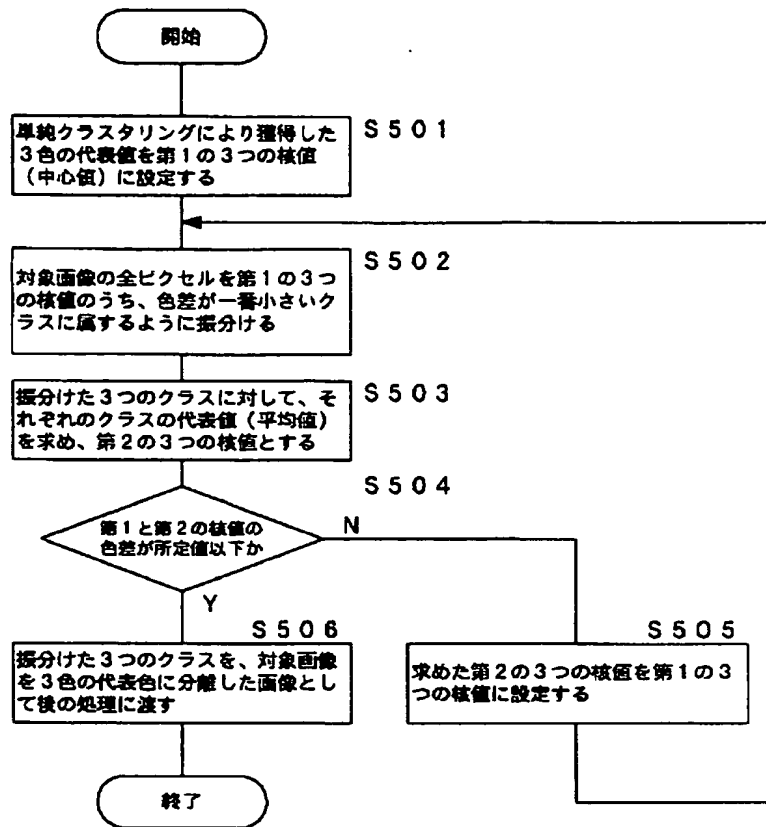 開始
S501
単純クラスタリングにより獲得した
3色の代表値を第1の3つの核値
(中心値)に設定する
S502
対象画像の全ピクセルを第1の3つ
の核値のうち、色差が一番小さいク
ラスに属するように振分ける
S503
振分けた3つのクラスに対して、そ
れぞれのクラスの代表値(平均値)
を求め、第2の3つの核値とする
S504
第1と第2の核値の
色差が所定値以下か
N
Y
S506
振分けた3つのクラスを、対象画像
を3色の代表色に分離した画像とし
て後の処理に渡す
S505
求めた第2の3つの核値を第1の3
つの核値に設定する
終了